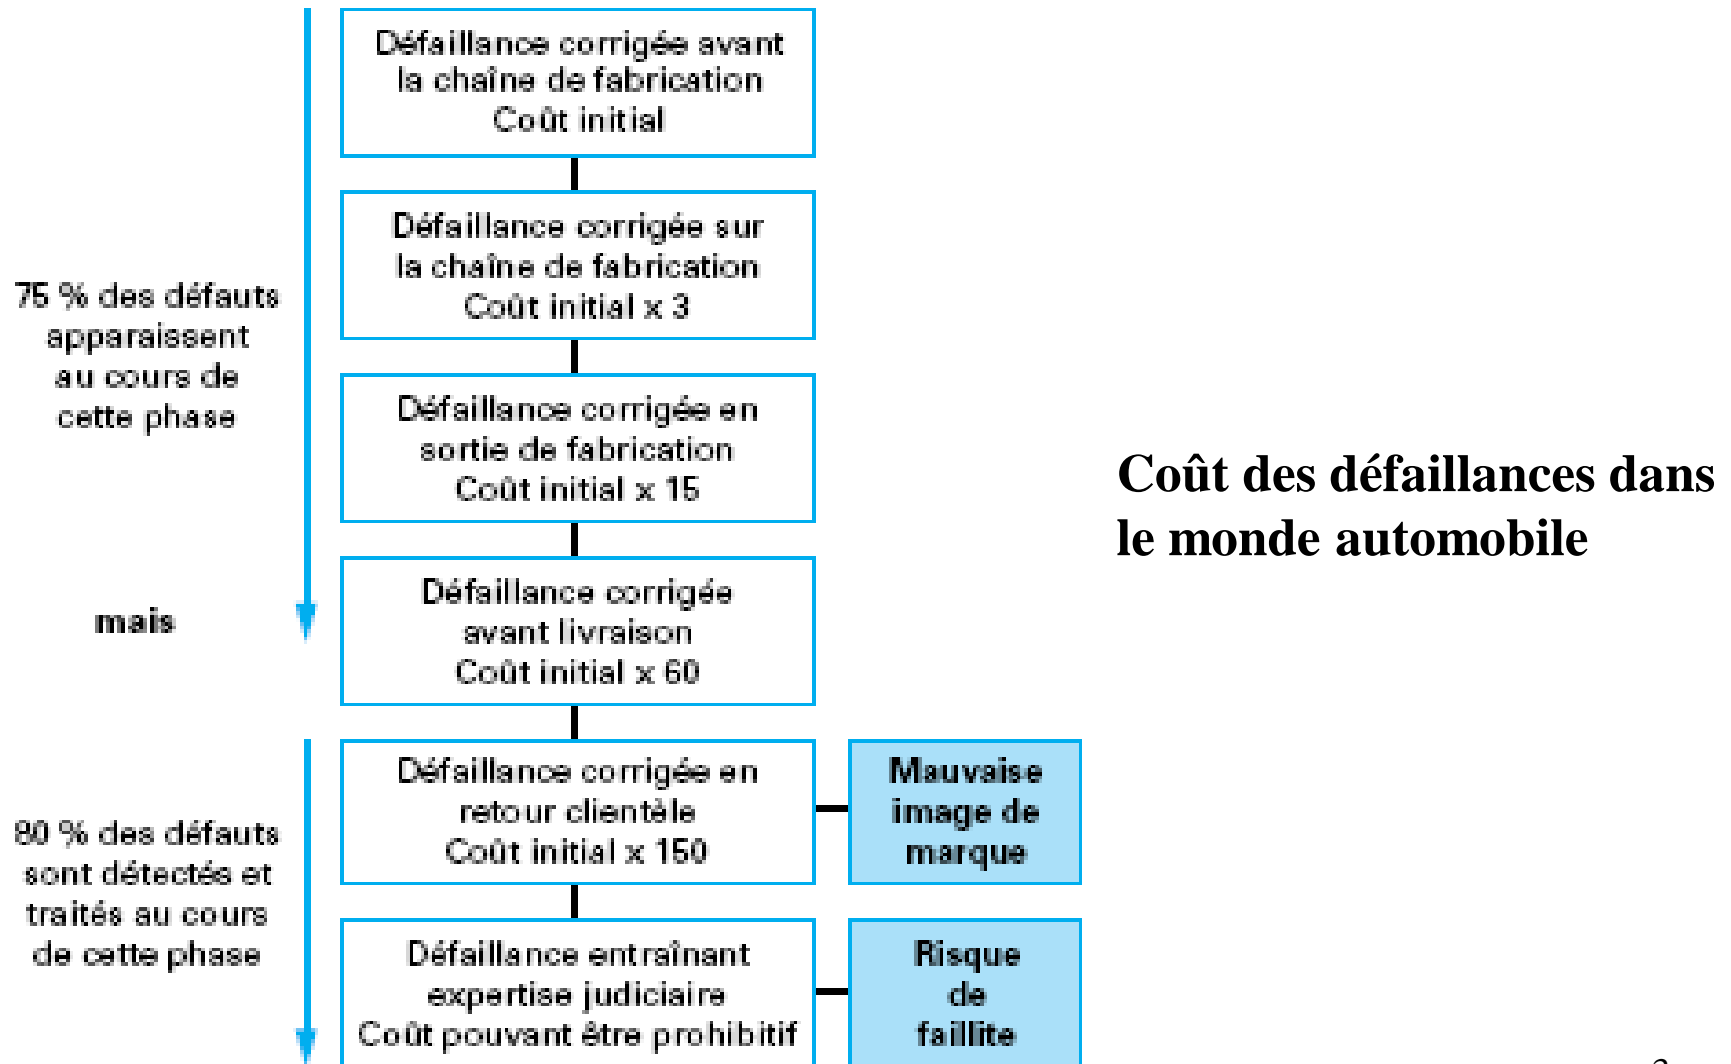 Défaillance corrigée avant
la chaîne de fabrication
Coût initial
Défaillance corrigée sur
la chaîne de fabrication
Coût initial x 3
75 % des défauts
apparaissent
au cours de
cette phase
Défaillance corrigée en
sortie de fabrication
Coût initial x 15
Coût des défaillances dans
le monde automobile
mais
Défaillance corrigée
avant livraison
Coût initial x 60
80 % des défauts
sont détectés et
traités au cours
de cette phase
Défaillance corrigée en
retour clientèle
Coût initial x 150
Mauvaise
image de
marque
Défaillance entraînant
expertise judiciaire
Coût pouvant être prohibitif
Risque
de
faillite